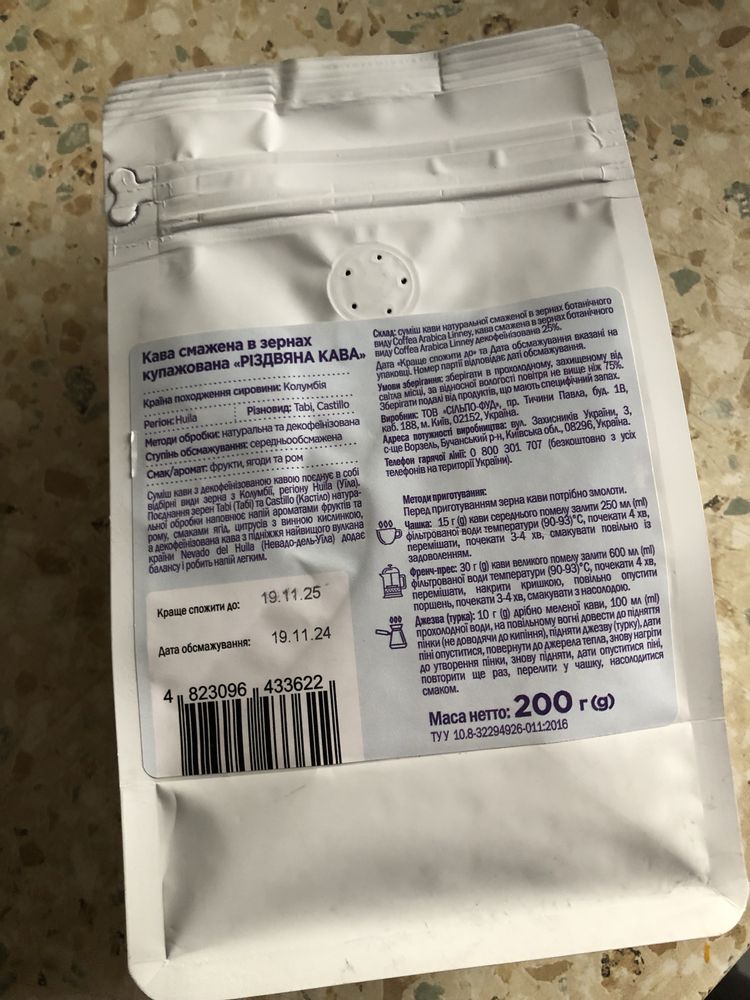 Кава смажена в зернах
купажована «РІЗДВЯНА КАВА»
Країна походження сировини: Колумбія
Регіон: Huila
Різновид: Tabi, Castillo
Методи обробки: натуральна та декофеїнізована
Ступінь обсмажування: середньообсмажена
Смак/аромат: фрукти, ягоди та ром
Суміш кави з декофеїнізованою кавою поєднує в собі
відбірні види зерна з Колумбії, регіону Huila (Уїла).
Поєднання зерен Tabi (Табі) та Castillo (Кастіло) натура-
льної обробки наповнює напій ароматами фруктів та
рому, смаками ягід, цитрусів з винною кислинкою,
а декофеїнізована кава з підніжжя найвищого вулкана
країни Nevado del Huila (Невадо-дель-Уїла) додає
балансу і робить напій легким.
Краще спожити до: 19.11.25
Дата обсмажування: 19.11.24
4 823096 433622
Склад: суміш кави натуральної смаженої в зернах ботанічного
виду Coffea Arabica Linney, кава смажена в зернах ботанічного
виду Coffea Arabica Linney декофеїнізована 25%.
Дата «Краще спожити до» та Дата обсмажування вказані на
упаковці. Номер партії відповідає даті обсмажування.
Умови зберігання: зберігати в прохолодному, захищеному від
світла місці, за відносної вологості повітря не вище ніж 75%.
Зберігати подалі від продуктів, що мають специфічний запах.
Виробник: ТОВ «СІЛЬПО-ФУД», пр. Тичини Павла, буд. 1В,
каб. 188, м. Київ, 02152, Україна.
Адреса потужності виробництва: вул. Захисників України, 3,
с-ще Ворзель, Бучанський р-н, Київська обл., 08296, Україна.
Телефон гарячої лінії: 0 800 301 707 (безкоштовно з усіх
телефонів на території України).
Методи приготування:
Перед приготуванням зерна кави потрібно змолоти.
Чашка: 15 г (g) кави середнього помелу залити 250 мл (ml)
фільтрованої води температури (90-93)°C, почекати 4 хв,
перемішати, почекати 3-4 хв, смакувати повільно із
задоволенням.
Френч-прес: 30 г (g) кави великого помелу залити 600 мл (ml)
фільтрованої води температури (90-93)°C, почекати 4 хв,
перемішати, накрити кришкою, повільно опустити
поршень, почекати 3-4 хв, смакувати з насолодою.
Джезва (турка): 10 г (g) дрібно меленої кави, 100 мл (ml)
прохолодної води, на повільному вогні довести до підняття
пінки (не доводячи до кипіння), підняти джезву (турку), дати
піні опуститися, повернути до джерела тепла, знову нагріти
до утворення пінки, знову підняти, дати опуститися піні,
повторити ще раз, перелити у чашку, насолодитися
смаком.
Маса нетто: 200 г (g)
ТУ У 10.8-32294926-011:2016